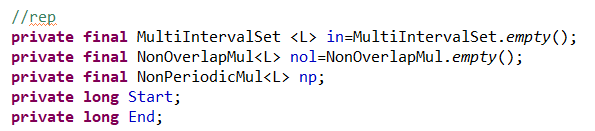 //rep
private final MultiIntervalSet <L> in=MultiIntervalSet.empty();
private final NonOverlapMul<L> nol=NonOverlapMul.empty();
private final NonPeriodicMul<L> np;
private long Start;
private long End;